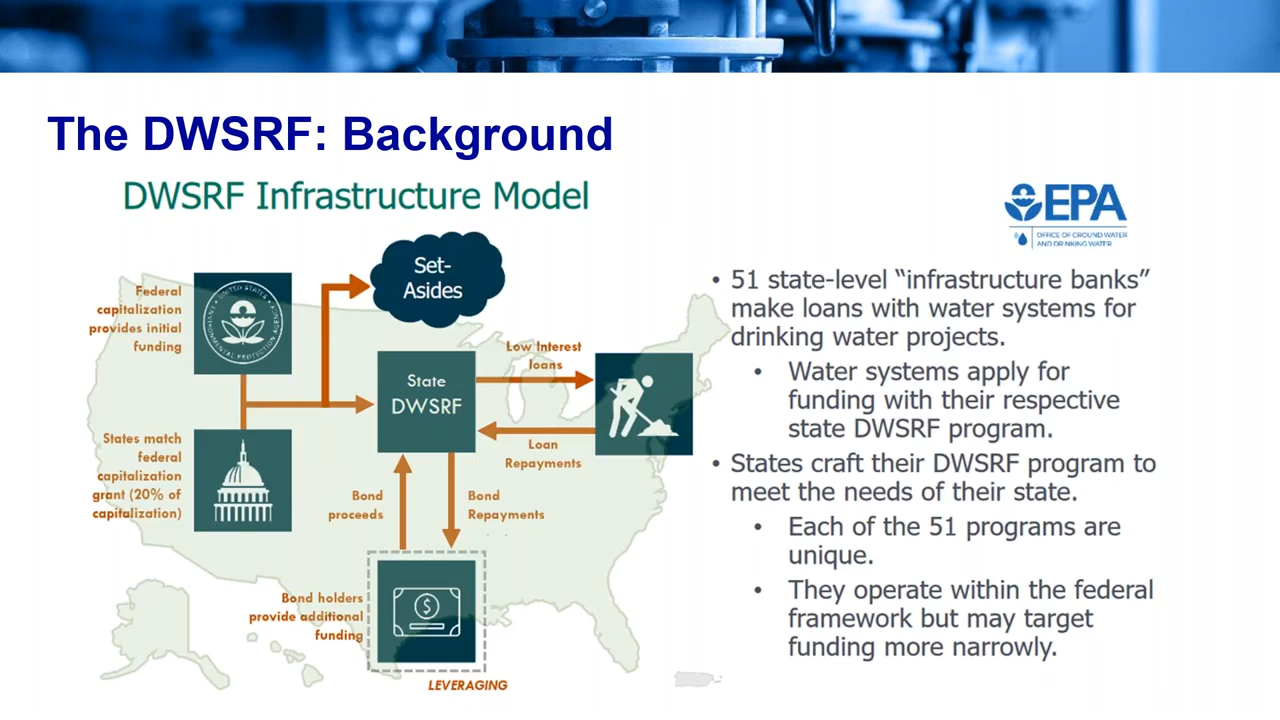 The DWSRF: Background
DWSRF Infrastructure Model
EPA
OFFICE OF GROUND WATER
AND DRINKING WATER
Set-
Asides
Federal
capitalization
provides initial
funding
UNITED STATES
ENVIRONMENTAL PROTECTION AGENCY
State
DWSRF
Low Interest
loans
Loan
Repayments
States match
federal
capitalization
grant (20% of
capitalization)
Bond
proceeds
Bond
Repayments
Bond holders
provide additional
funding
$
LEVERAGING
• 51 state-level “infrastructure banks”
make loans with water systems for
drinking water projects.
• Water systems apply for
funding with their respective
state DWSRF program.
• States craft their DWSRF program to
meet the needs of their state.
• Each of the 51 programs are
unique.
• They operate within the federal
framework but may target
funding more narrowly.